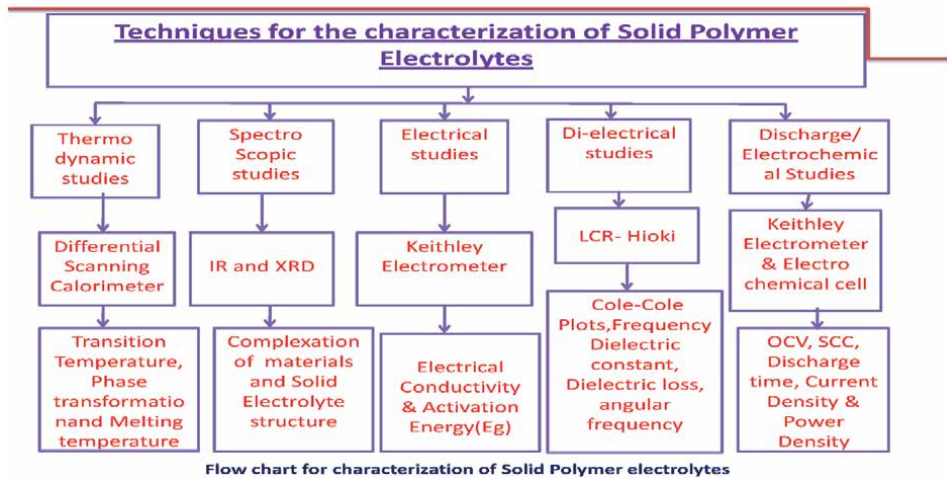 Techniques for the characterization of Solid Polymer
Electrolytes
Thermo
dynamic
studies
Spectro
Scopic
studies
Electrical
studies
Di-electrical
studies
Discharge/
Electrochemic
al Studies
Differential
Scanning
Calorimeter
IR and XRD
Keithley
Electrometer
LCR- Hioki
Keithley
Electrometer
& Electro
chemical cell
Transition
Temperature,
Phase
transformatio
nand Melting
temperature
Complexation
of materials
and Solid
Electrolyte
structure
Electrical
Conductivity
& Activation
Energy(Eg)
Cole-Cole
Plots,Frequency
Dielectric
constant,
Dielectric loss,
angular
frequency
OCV, SCC,
Discharge
time, Current
Density &
Power
Density
Flow chart for characterization of Solid Polymer electrolytes